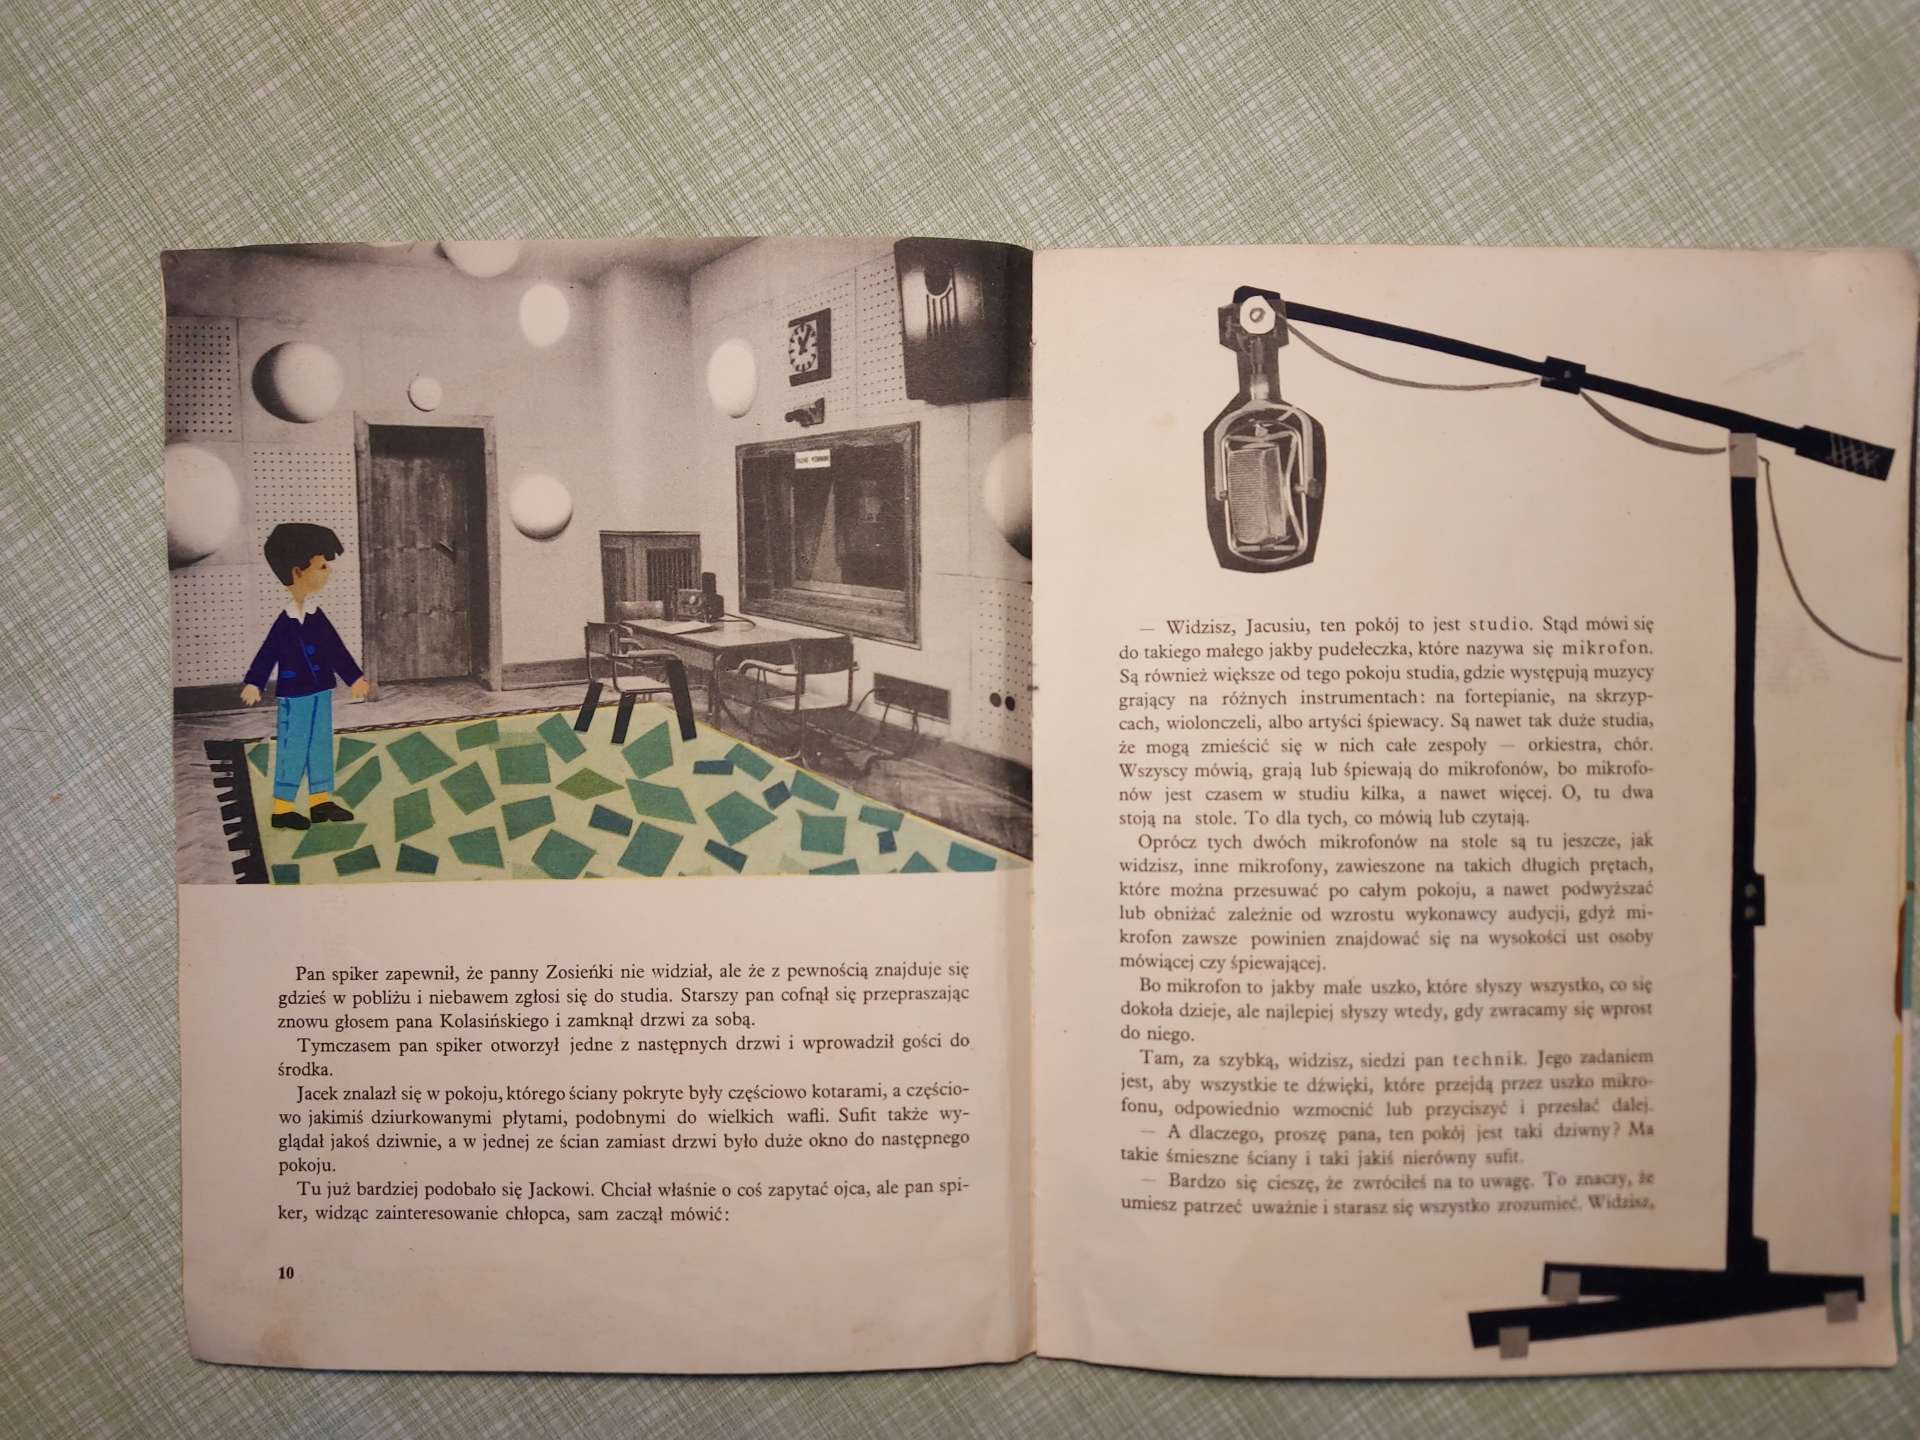 Pan spiker zapewnił, że panny Zosieńki nie widział, ale że z pewnością znajduje się
gdzieś w pobliżu i niebawem zgłosi się do studia. Starszy pan cofnął się przepraszając
znowu głosem pana Kolasińskiego i zamknął drzwi za sobą.
Tymczasem pan spiker otworzył jedne z następnych drzwi i wprowadził gości do
środka.
Jacek znalazł się w pokoju, którego ściany pokryte były częściowo kotarami, a częścio-
wo jakimiś dziurkowanymi płytami, podobnymi do wielkich wafli. Sufit także wy-
glądał jakoś dziwnie, a w jednej ze ścian zamiast drzwi było duże okno do następnego
pokoju.
Tu już bardziej podobało się Jackowi. Chciał właśnie o coś zapytać ojca, ale pan spi-
ker, widząc zainteresowanie chłopca, sam zaczął mówić:
10
— Widzisz, Jacusiu, ten pokój to jest studio. Stąd mówi się
do takiego małego jakby pudełeczka, które nazywa się mikrofon.
Są również większe od tego pokoju studia, gdzie występują muzycy
grający na różnych instrumentach: na fortepianie, na skrzyp-
cach, wiolonczeli, albo artyści śpiewacy. Są nawet tak duże studia,
że mogą zmieścić się w nich całe zespoły — orkiestra, chór.
Wszyscy mówią, grają lub śpiewają do mikrofonów, bo mikrofo-
nów jest czasem w studiu kilka, a nawet więcej. O, tu dwa
stoją na stole. To dla tych, co mówią lub czytają.
Oprócz tych dwóch mikrofonów na stole są tu jeszcze, jak
widzisz, inne mikrofony, zawieszone na takich długich prętach,
które można przesuwać po całym pokoju, a nawet podwyższać
lub obniżać zależnie od wzrostu wykonawcy audycji, gdyż mi-
krofon zawsze powinien znajdować się na wysokości ust osoby
mówiącej czy śpiewającej.
Bo mikrofon to jakby małe uszko, które słyszy wszystko, co się
dokoła dzieje, ale najlepiej słyszy wtedy, gdy zwracamy się wprost
do niego.
Tam, za szybką, widzisz, siedzi pan technik. Jego zadaniem
jest, aby wszystkie te dźwięki, które przejdą przez uszko mikro-
fonu, odpowiednio wzmocnić lub przyciszyć i przesłać dalej.
— A dlaczego, proszę pana, ten pokój jest taki dziwny? Ma
takie śmieszne ściany i taki jakiś nierówny sufit.
— Bardzo się cieszę, że zwróciłeś na to uwagę. To znaczy, że
umiesz patrzeć uważnie i starasz się wszystko zrozumieć. Widzisz,